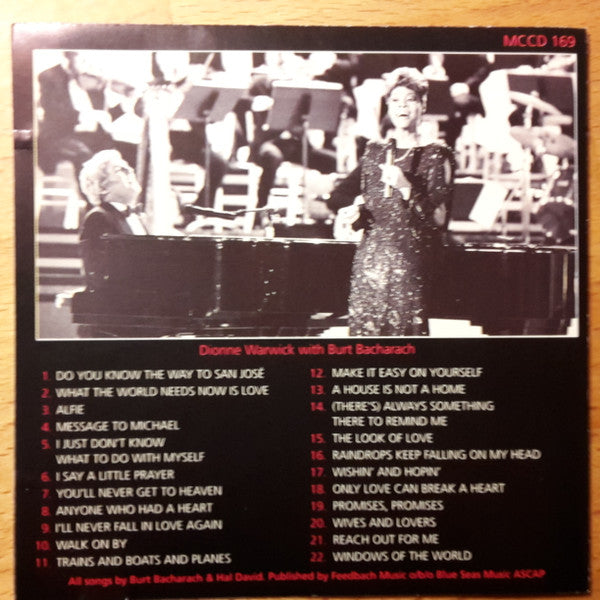 MCCD 169
Dionne Warwick with Burt Bacharach
1. DO YOU KNOW THE WAY TO SAN JOSÉ
2. WHAT THE WORLD NEEDS NOW IS LOVE
3. ALFIE
4. MESSAGE TO MICHAEL
5. I JUST DON'T KNOW
WHAT TO DO WITH MYSELF
6. I SAY A LITTLE PRAYER
7. YOU'LL NEVER GET TO HEAVEN
8. ANYONE WHO HAD A HEART
9. I'LL NEVER FALL IN LOVE AGAIN
10. WALK ON BY
11. TRAINS AND BOATS AND PLANES
12. MAKE IT EASY ON YOURSELF
13. A HOUSE IS NOT A HOME
14. (THERE'S) ALWAYS SOMETHING
THERE TO REMIND ME
15. THE LOOK OF LOVE
16. RAINDROPS KEEP FALLING ON MY HEAD
17. WISHIN' AND HOPIN'
18. ONLY LOVE CAN BREAK A HEART
19. PROMISES, PROMISES
20. WIVES AND LOVERS
21. REACH OUT FOR ME
22. WINDOWS OF THE WORLD
All songs by Burt Bacharach & Hal David. Published by Feedbach Music o/b/o Blue Seas Music ASCAP